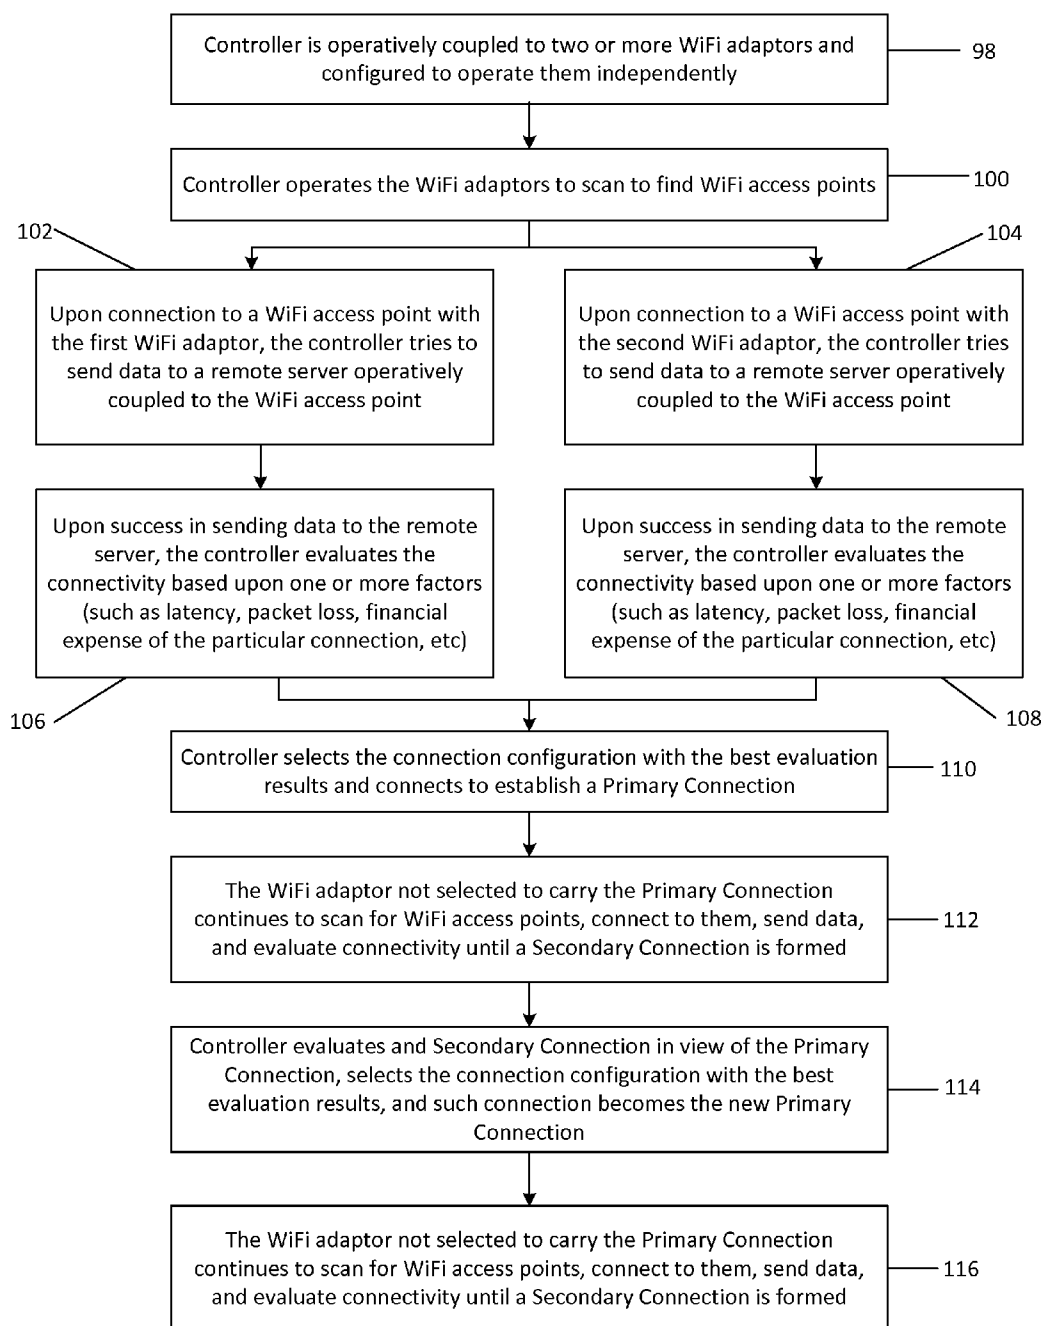 Controller is operatively coupled to two or more WiFi adaptors and
configured to operate them independently
98
Controller operates the WiFi adaptors to scan to find WiFi access points
100
102
104
Upon connection to a WiFi access point with
the first WiFi adaptor, the controller tries to
send data to a remote server operatively
coupled to the WiFi access point
Upon connection to a WiFi access point with
the second WiFi adaptor, the controller tries
to send data to a remote server operatively
coupled to the WiFi access point
Upon success in sending data to the remote
server, the controller evaluates the
connectivity based upon one or more factors
(such as latency, packet loss, financial
expense of the particular connection, etc)
Upon success in sending data to the remote
server, the controller evaluates the
connectivity based upon one or more factors
(such as latency, packet loss, financial
expense of the particular connection, etc)
106
108
Controller selects the connection configuration with the best evaluation
results and connects to establish a Primary Connection
110
The WiFi adaptor not selected to carry the Primary Connection
continues to scan for WiFi access points, connect to them, send data,
and evaluate connectivity until a Secondary Connection is formed
112
Controller evaluates and Secondary Connection in view of the Primary
Connection, selects the connection configuration with the best
evaluation results, and such connection becomes the new Primary
Connection
114
The WiFi adaptor not selected to carry the Primary Connection
continues to scan for WiFi access points, connect to them, send data,
and evaluate connectivity until a Secondary Connection is formed
116